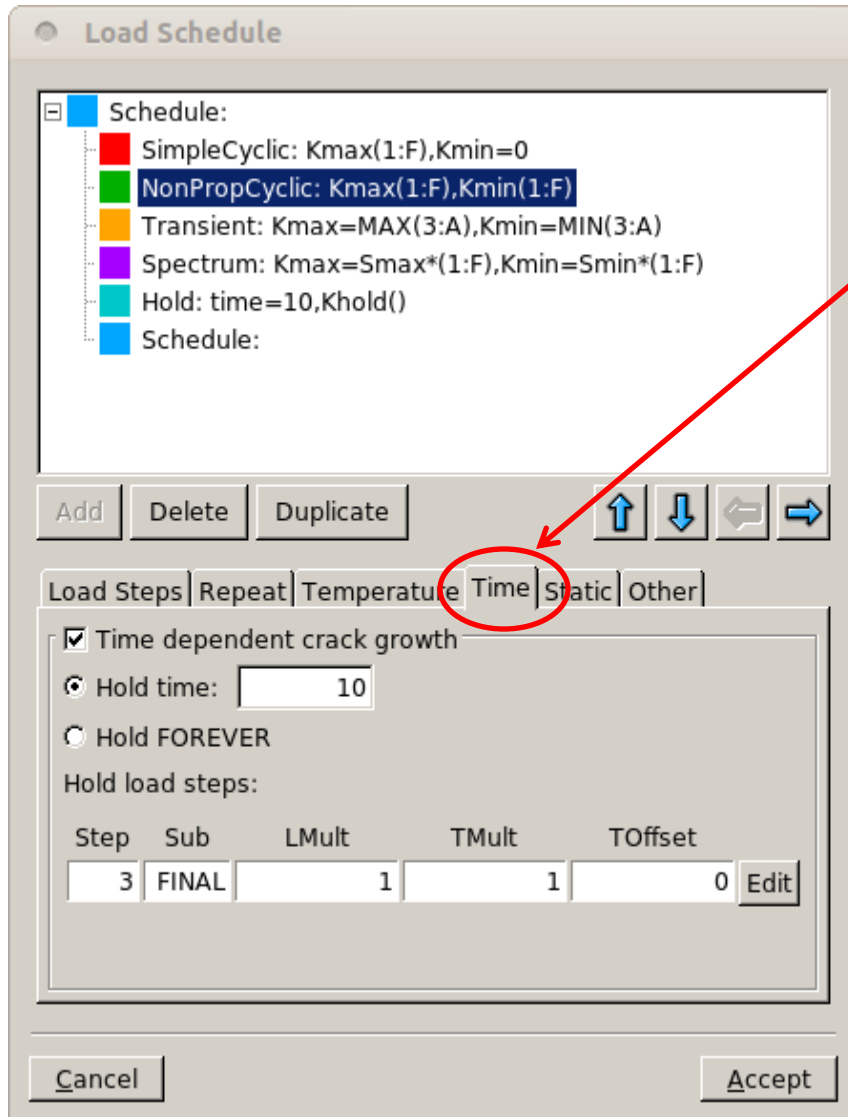 Load Schedule
Schedule:
SimpleCyclic: Kmax(1:F),Kmin=0
NonPropCyclic: Kmax(1:F),Kmin(1:F)
Transient: Kmax=MAX(3:A),Kmin=MIN(3:A)
Spectrum: Kmax=Smax*(1:F),Kmin=Smin*(1:F)
Hold: time=10,Khold()
Schedule:
Add Delete Duplicate
Load Steps Repeat Temperature Time Static Other
Time dependent crack growth
Hold time: 10
Hold FOREVER
Hold load steps:
Step Sub LMult TMult TOffset
3 FINAL 1 1 0 Edit
Cancel Accept